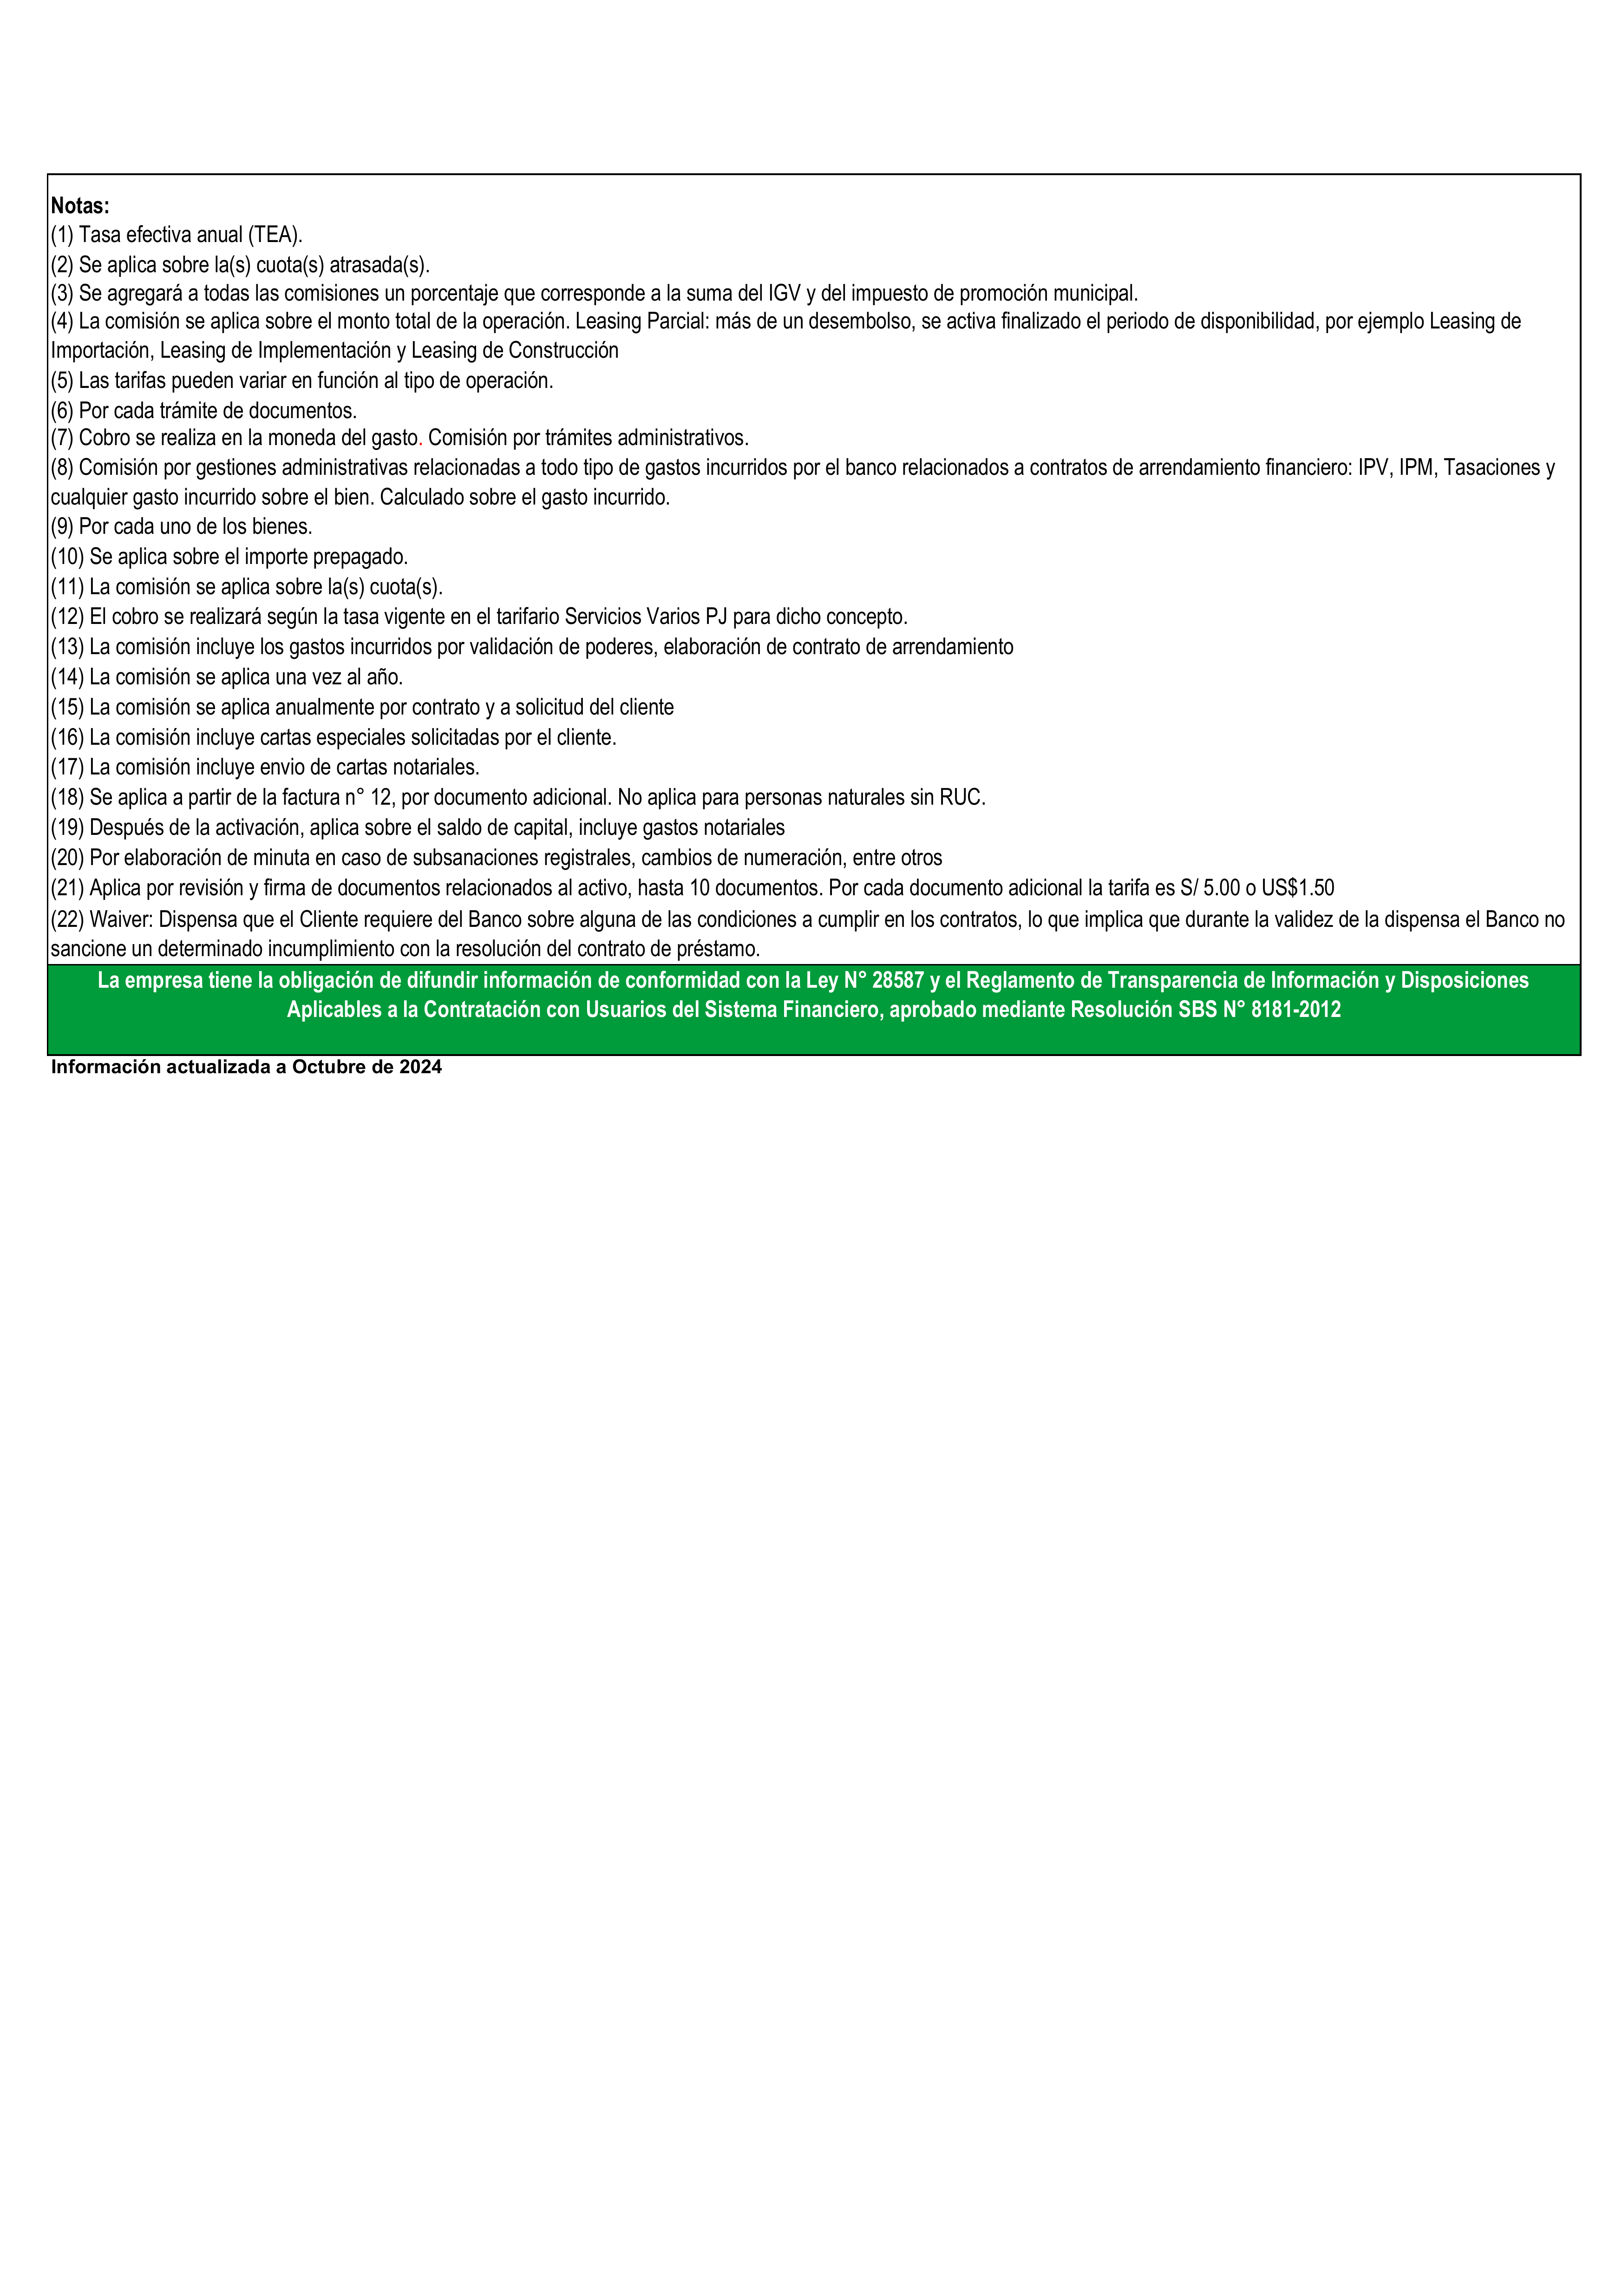 Notas:
(1) Tasa efectiva anual (TEA).
(2) Se aplica sobre la(s) cuota(s) atrasada(s).
(3) Se agregará a todas las comisiones un porcentaje que corresponde a la suma del IGV y del impuesto de promoción municipal.
(4) La comisión se aplica sobre el monto total de la operación. Leasing Parcial: más de un desembolso, se activa finalizado el periodo de disponibilidad, por ejemplo Leasing de
Importación, Leasing de Implementación y Leasing de Construcción
(5) Las tarifas pueden variar en función al tipo de operación.
(6) Por cada trámite de documentos.
(7) Cobro se realiza en la moneda del gasto. Comisión por trámites administrativos.
(8) Comisión por gestiones administrativas relacionadas a todo tipo de gastos incurridos por el banco relacionados a contratos de arrendamiento financiero: IPV, IPM, Tasaciones y
cualquier gasto incurrido sobre el bien. Calculado sobre el gasto incurrido.
(9) Por cada uno de los bienes.
(10) Se aplica sobre el importe prepagado.
(11) La comisión se aplica sobre la(s) cuota(s).
(12) El cobro se realizará según la tasa vigente en el tarifario Servicios Varios PJ para dicho concepto.
(13) La comisión incluye los gastos incurridos por validación de poderes, elaboración de contrato de arrendamiento
(14) La comisión se aplica una vez al año.
(15) La comisión se aplica anualmente por contrato y a solicitud del cliente
(16) La comisión incluye cartas especiales solicitadas por el cliente.
(17) La comisión incluye envio de cartas notariales.
(18) Se aplica a partir de la factura n° 12, por documento adicional. No aplica para personas naturales sin RUC.
(19) Después de la activación, aplica sobre el saldo de capital, incluye gastos notariales
(20) Por elaboración de minuta en caso de subsanaciones registrales, cambios de numeración, entre otros
(21) Aplica por revisión y firma de documentos relacionados al activo, hasta 10 documentos. Por cada documento adicional la tarifa es S/ 5.00 o US$1.50
(22) Waiver: Dispensa que el Cliente requiere del Banco sobre alguna de las condiciones a cumplir en los contratos, lo que implica que durante la validez de la dispensa el Banco no
sancione un determinado incumplimiento con la resolución del contrato de préstamo.
La empresa tiene la obligación de difundir información de conformidad con la Ley N° 28587 y el Reglamento de Transparencia de Información y Disposiciones
Aplicables a la Contratación con Usuarios del Sistema Financiero, aprobado mediante Resolución SBS N° 8181-2012
Información actualizada a Octubre de 2024